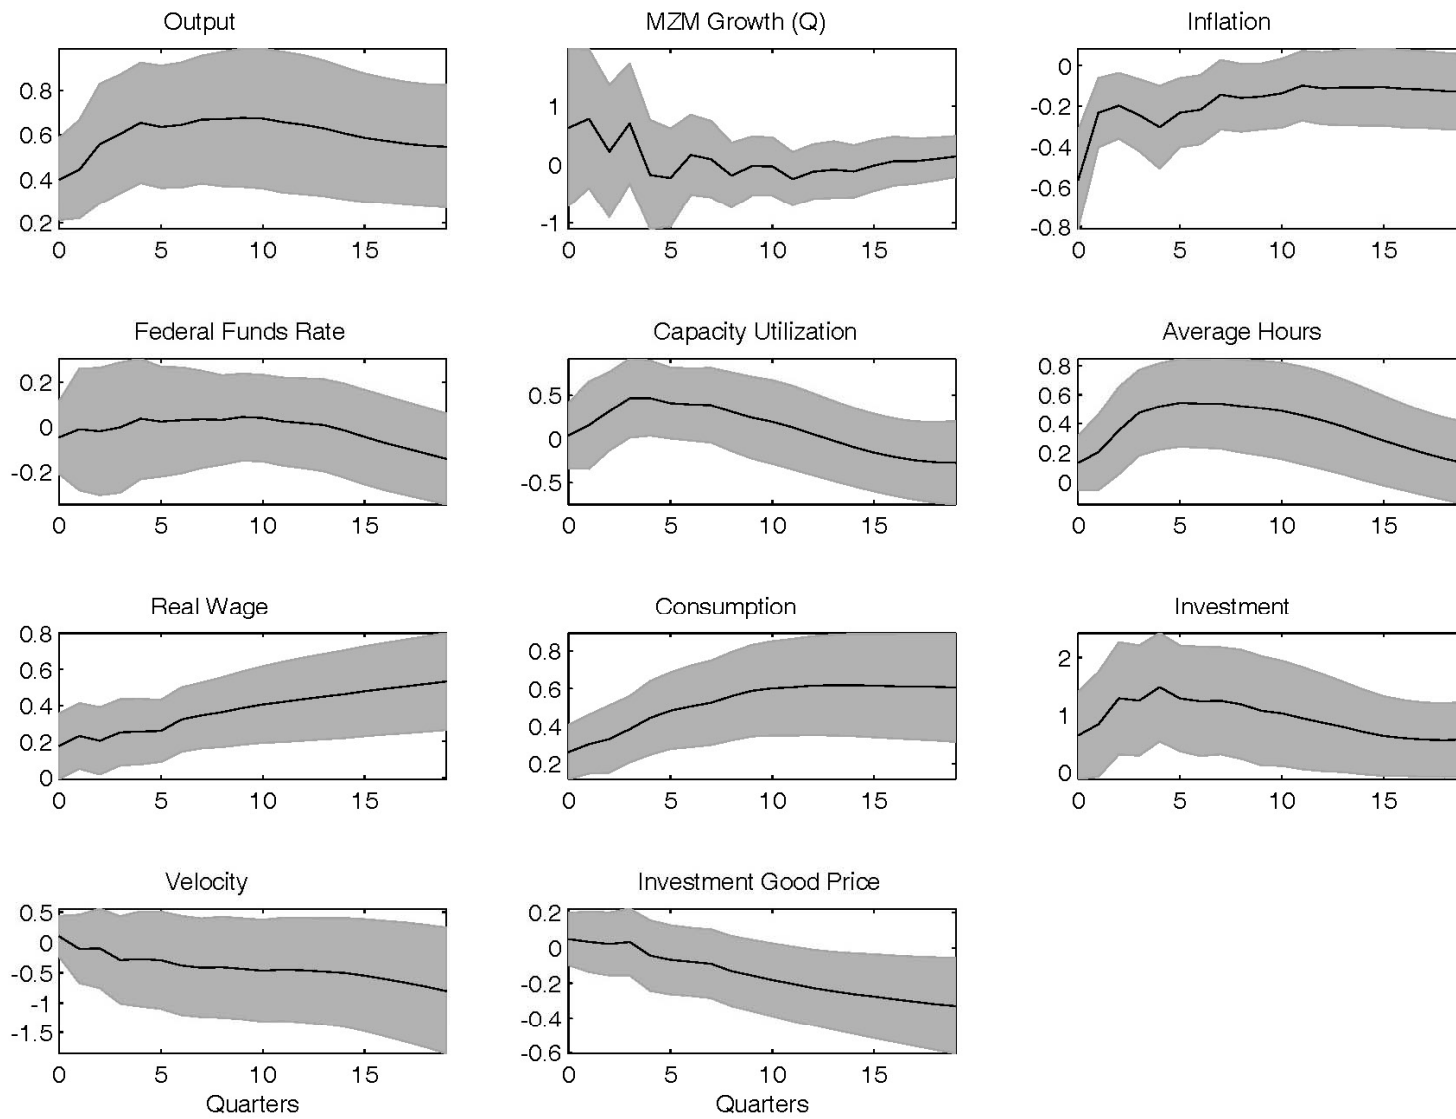 Output
0.8
0.6
0.4
0.2
0 5 10 15
MZM Growth (Q)
1
0
-1
0 5 10 15
Inflation
0
-0.2
-0.4
-0.6
-0.8
0 5 10 15
Federal Funds Rate
0.2
0
-0.2
0 5 10 15
Capacity Utilization
0.5
0
-0.5
0 5 10 15
Average Hours
0.8
0.6
0.4
0.2
0
0 5 10 15
Real Wage
0.8
0.6
0.4
0.2
0
0 5 10 15
Consumption
0.8
0.6
0.4
0.2
0 5 10 15
Investment
2
1
0
0 5 10 15
Velocity
0.5
0
-0.5
-1
-1.5
0 5 10 15
Quarters
Investment Good Price
0.2
0
-0.2
-0.4
-0.6
0 5 10 15
Quarters